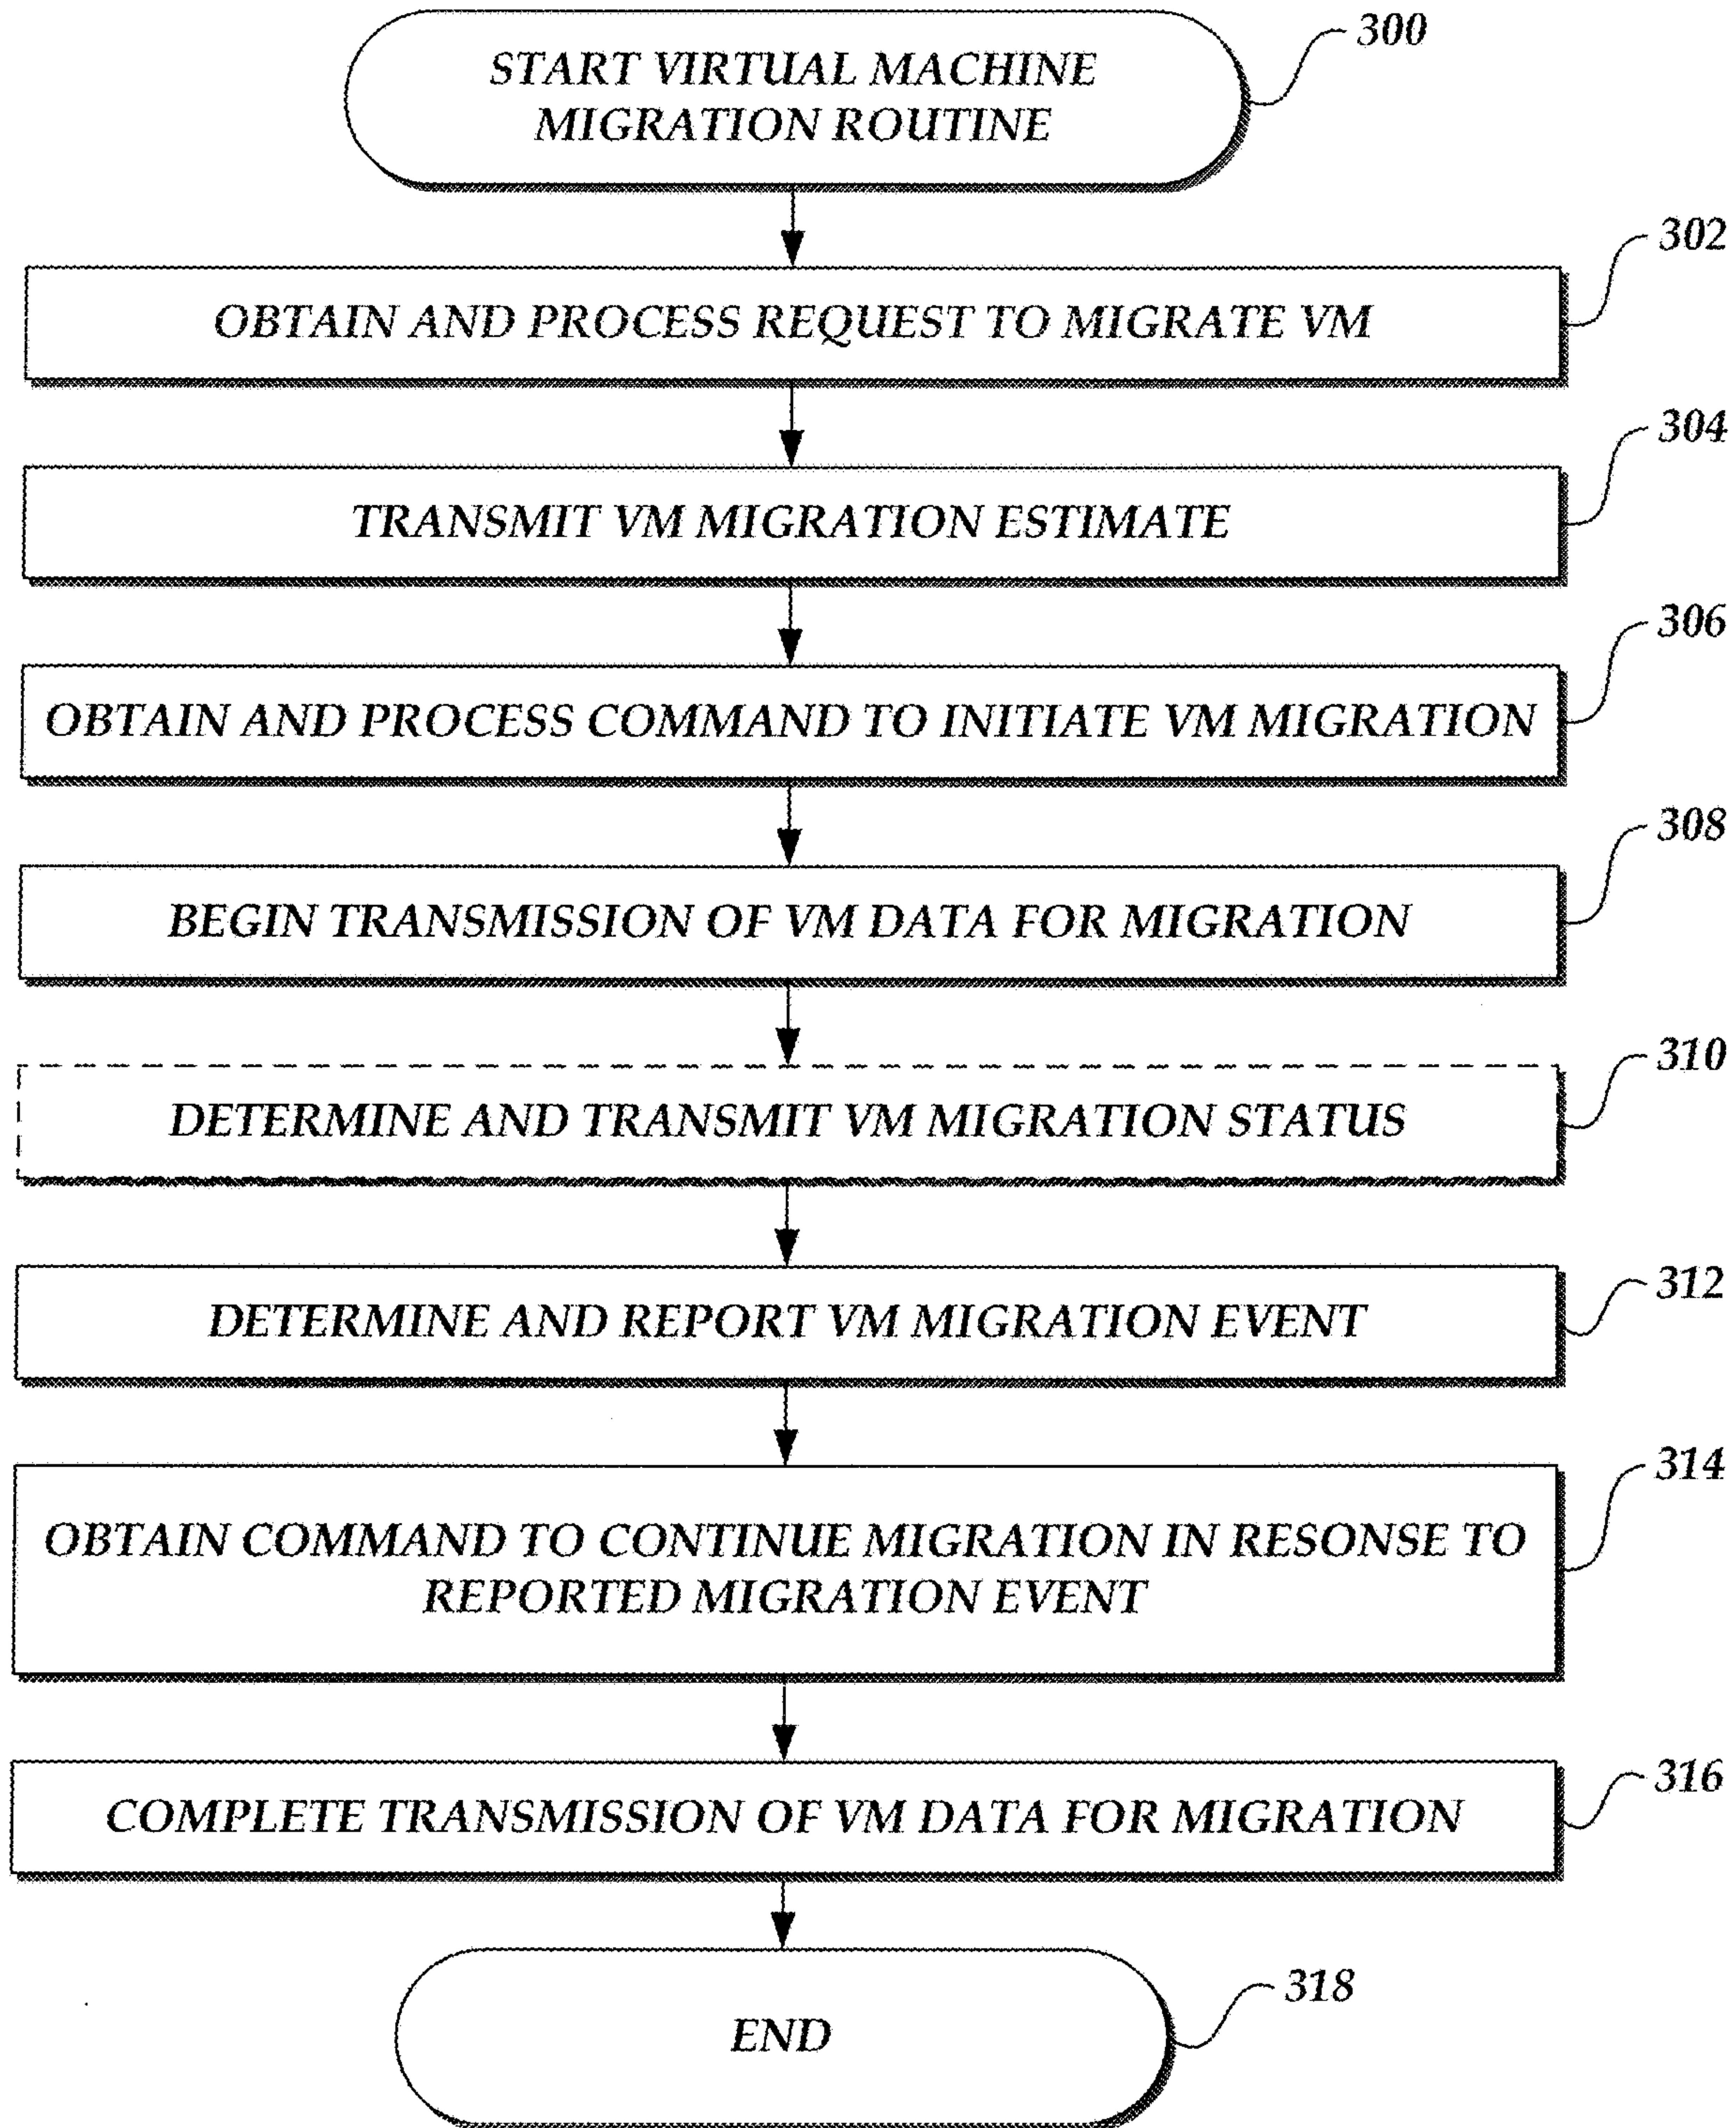 START VIRTUAL MACHINE
MIGRATION ROUTINE
300
302
OBTAIN AND PROCESS REQUEST TO MIGRATE VM
304
TRANSMIT VM MIGRATION ESTIMATE
306
OBTAIN AND PROCESS COMMAND TO INITIATE VM MIGRATION
308
BEGIN TRANSMISSION OF VM DATA FOR MIGRATION
310
DETERMINE AND TRANSMIT VM MIGRATION STATUS
312
DETERMINE AND REPORT VM MIGRATION EVENT
314
OBTAIN COMMAND TO CONTINUE MIGRATION IN RESONSE TO
REPORTED MIGRATION EVENT
316
COMPLETE TRANSMISSION OF VM DATA FOR MIGRATION
318
END